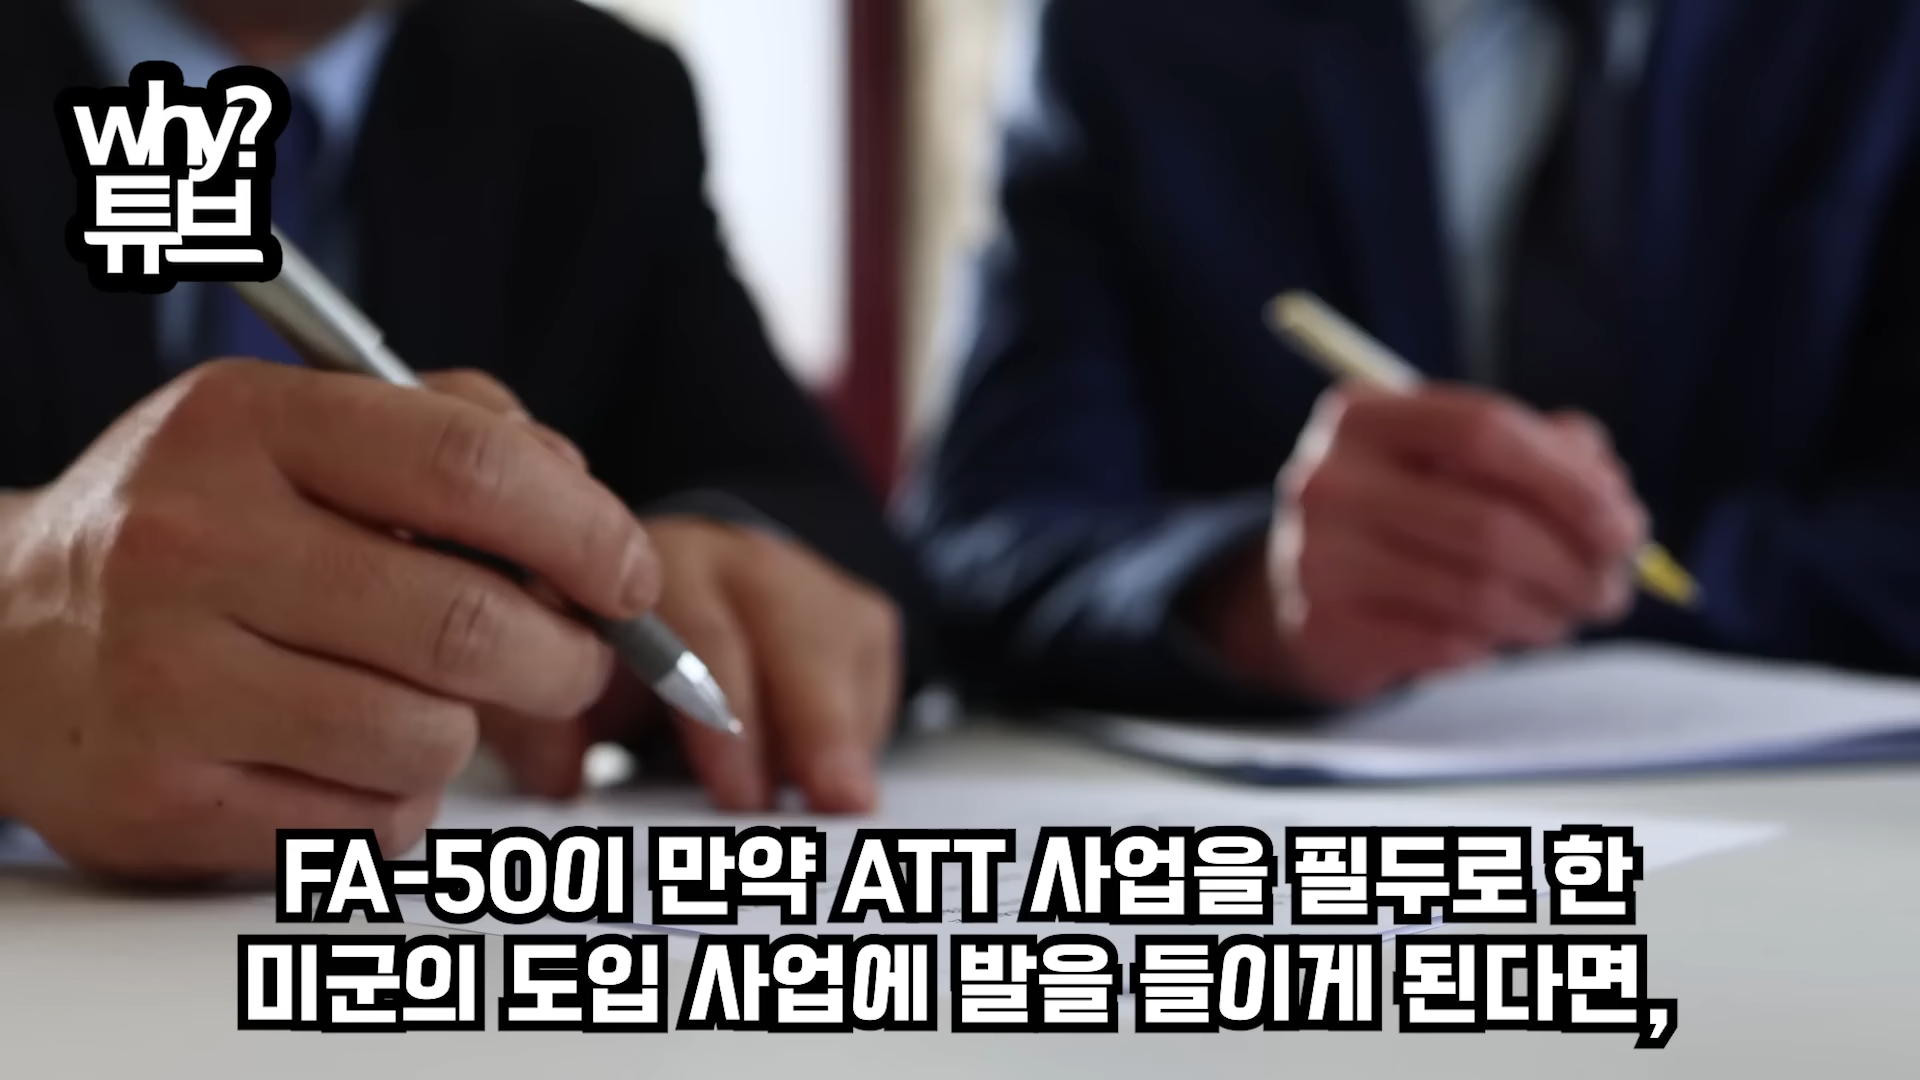 why?
튜브
FA-50이 만약 ATT 사업을 필두로 한
미군의 도입 사업에 발을 들이게 된다면,